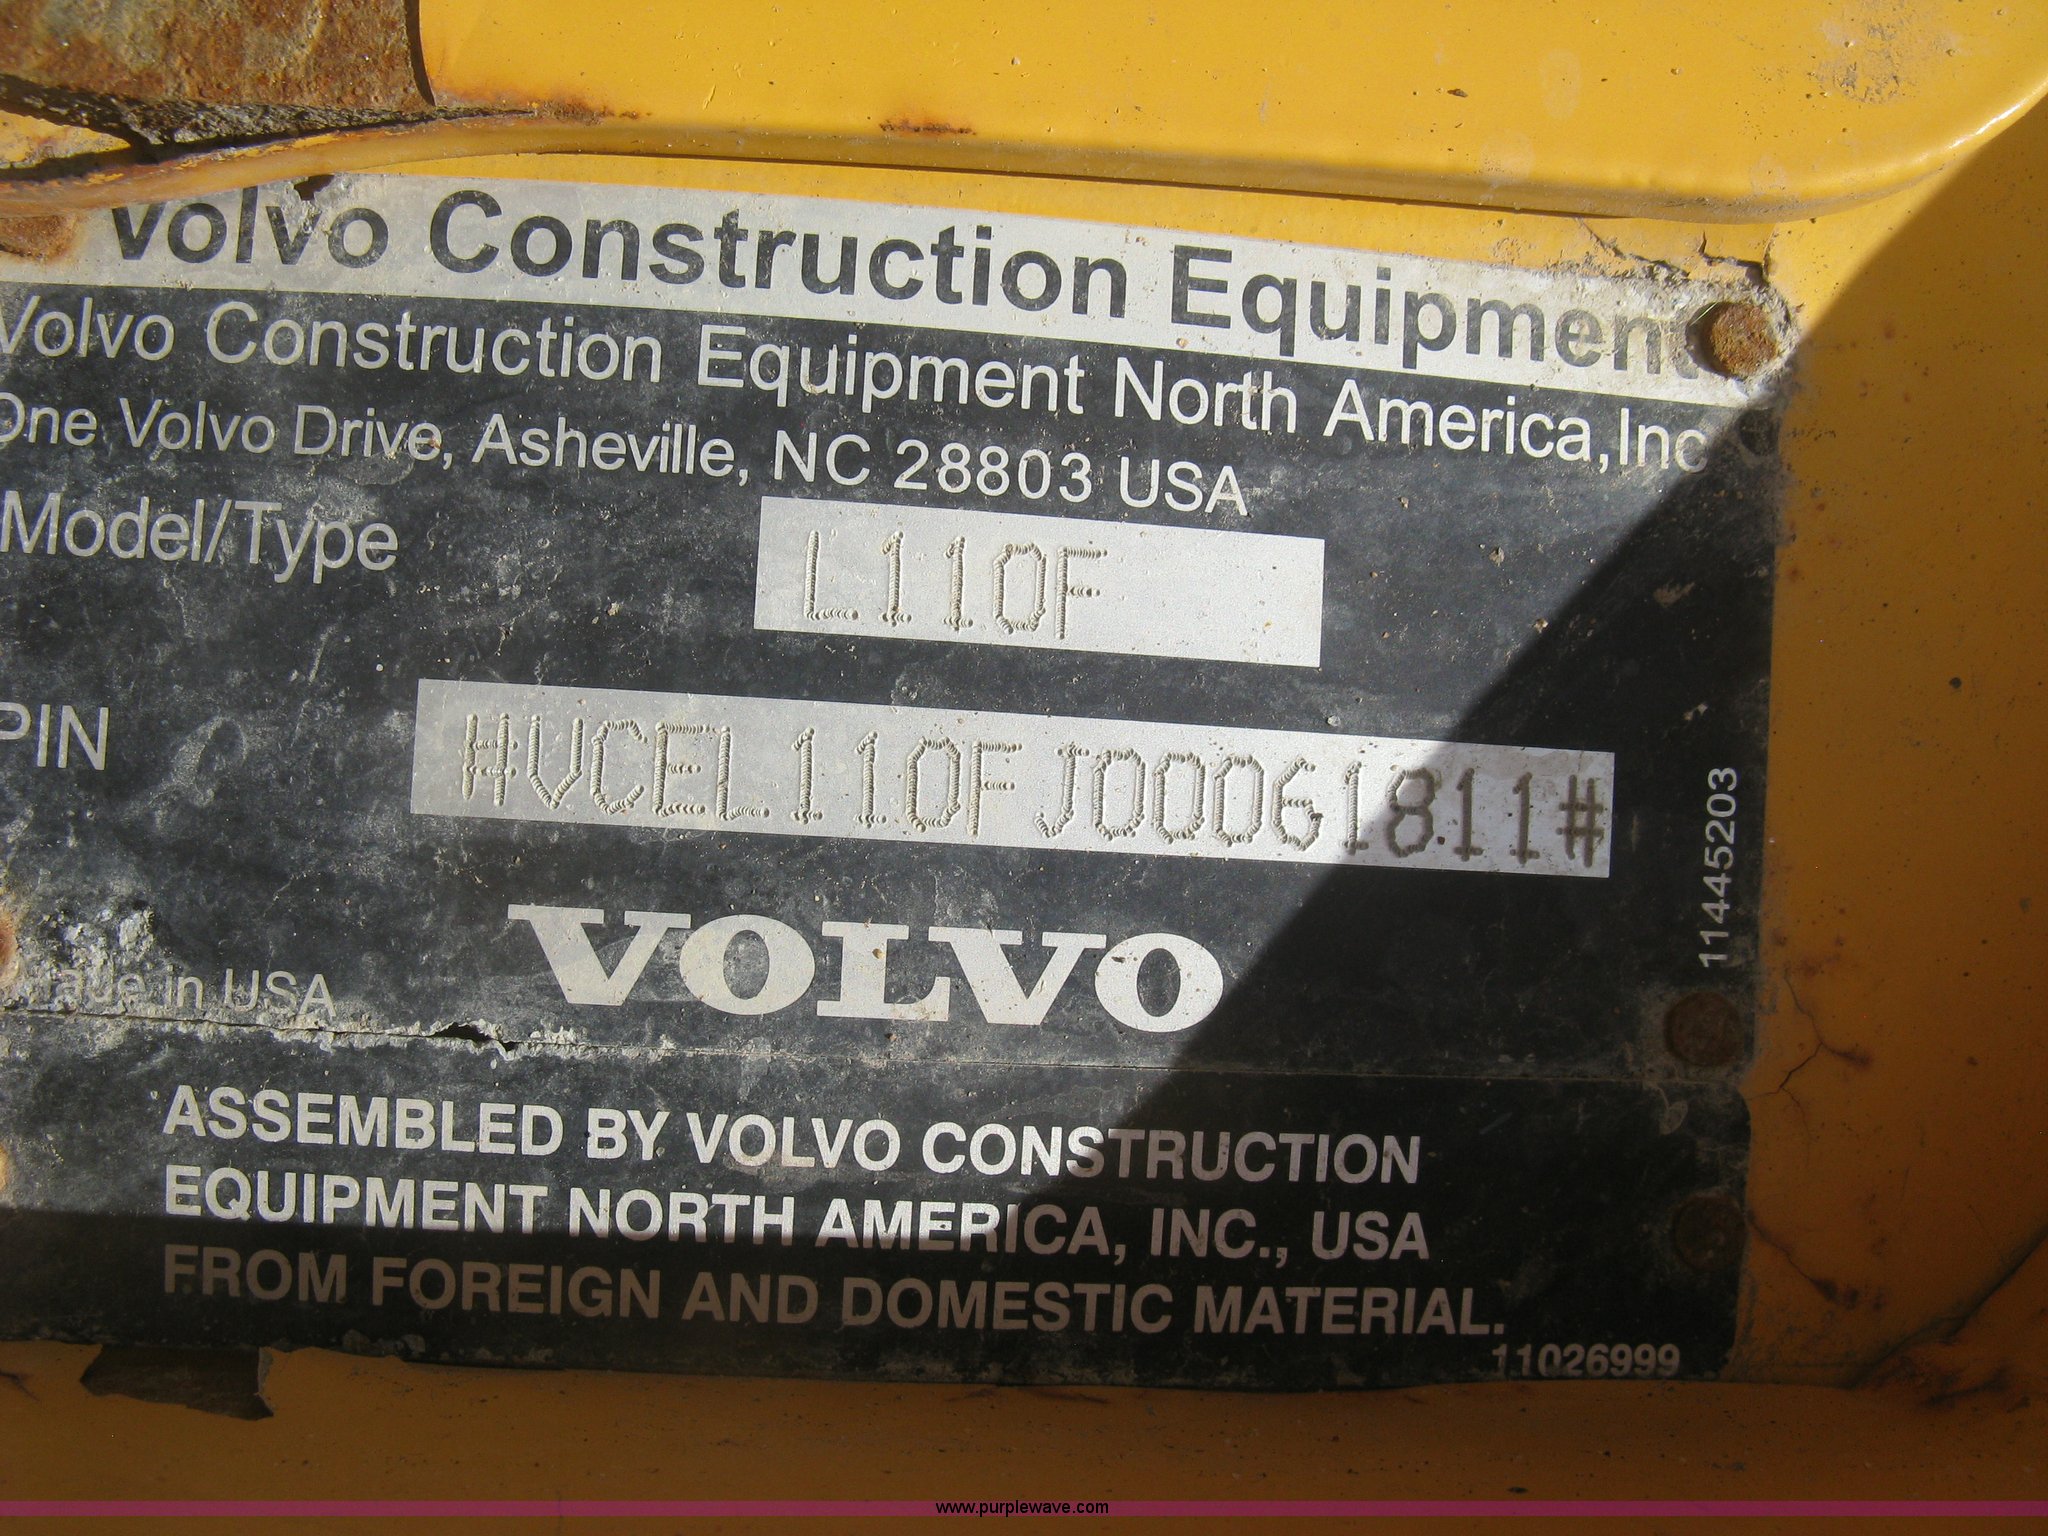 Volvo Construction Equipment
Volvo Construction Equipment North America,Inc
One Volvo Drive, Asheville, NC 28803 USA
Model/Type L110F
PIN #VCEL110FJ00061811#
11445203
VOLVO
Made in USA
ASSEMBLED BY VOLVO CONSTRUCTION
EQUIPMENT NORTH AMERICA, INC., USA
FROM FOREIGN AND DOMESTIC MATERIAL.
11026999
www.purplewave.com